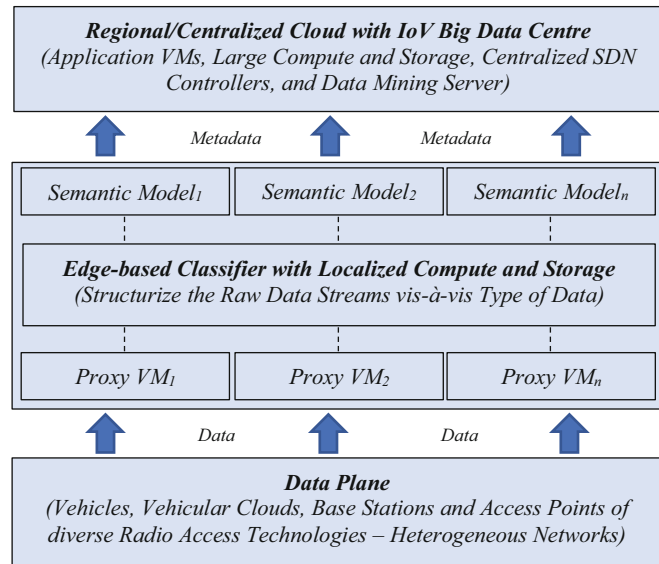 Regional/Centralized Cloud with IoV Big Data Centre
(Application VMs, Large Compute and Storage, Centralized SDN
Controllers, and Data Mining Server)
Metadata Metadata
Semantic Model₁ Semantic Model₂ Semantic Modelₙ
Edge-based Classifier with Localized Compute and Storage
(Structurize the Raw Data Streams vis-à-vis Type of Data)
Proxy VM₁ Proxy VM₂ Proxy VMₙ
Data Data
Data Plane
(Vehicles, Vehicular Clouds, Base Stations and Access Points of
diverse Radio Access Technologies – Heterogeneous Networks)